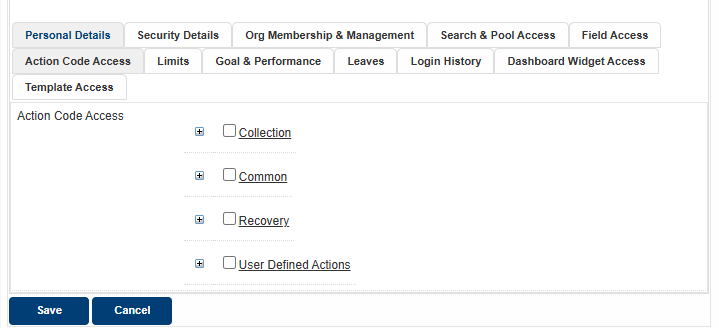 Personal Details Security Details Org Membership & Management Search & Pool Access Field Access
Action Code Access Limits Goal & Performance Leaves Login History Dashboard Widget Access
Template Access
Action Code Access
Collection
Common
Recovery
User Defined Actions
Save Cancel